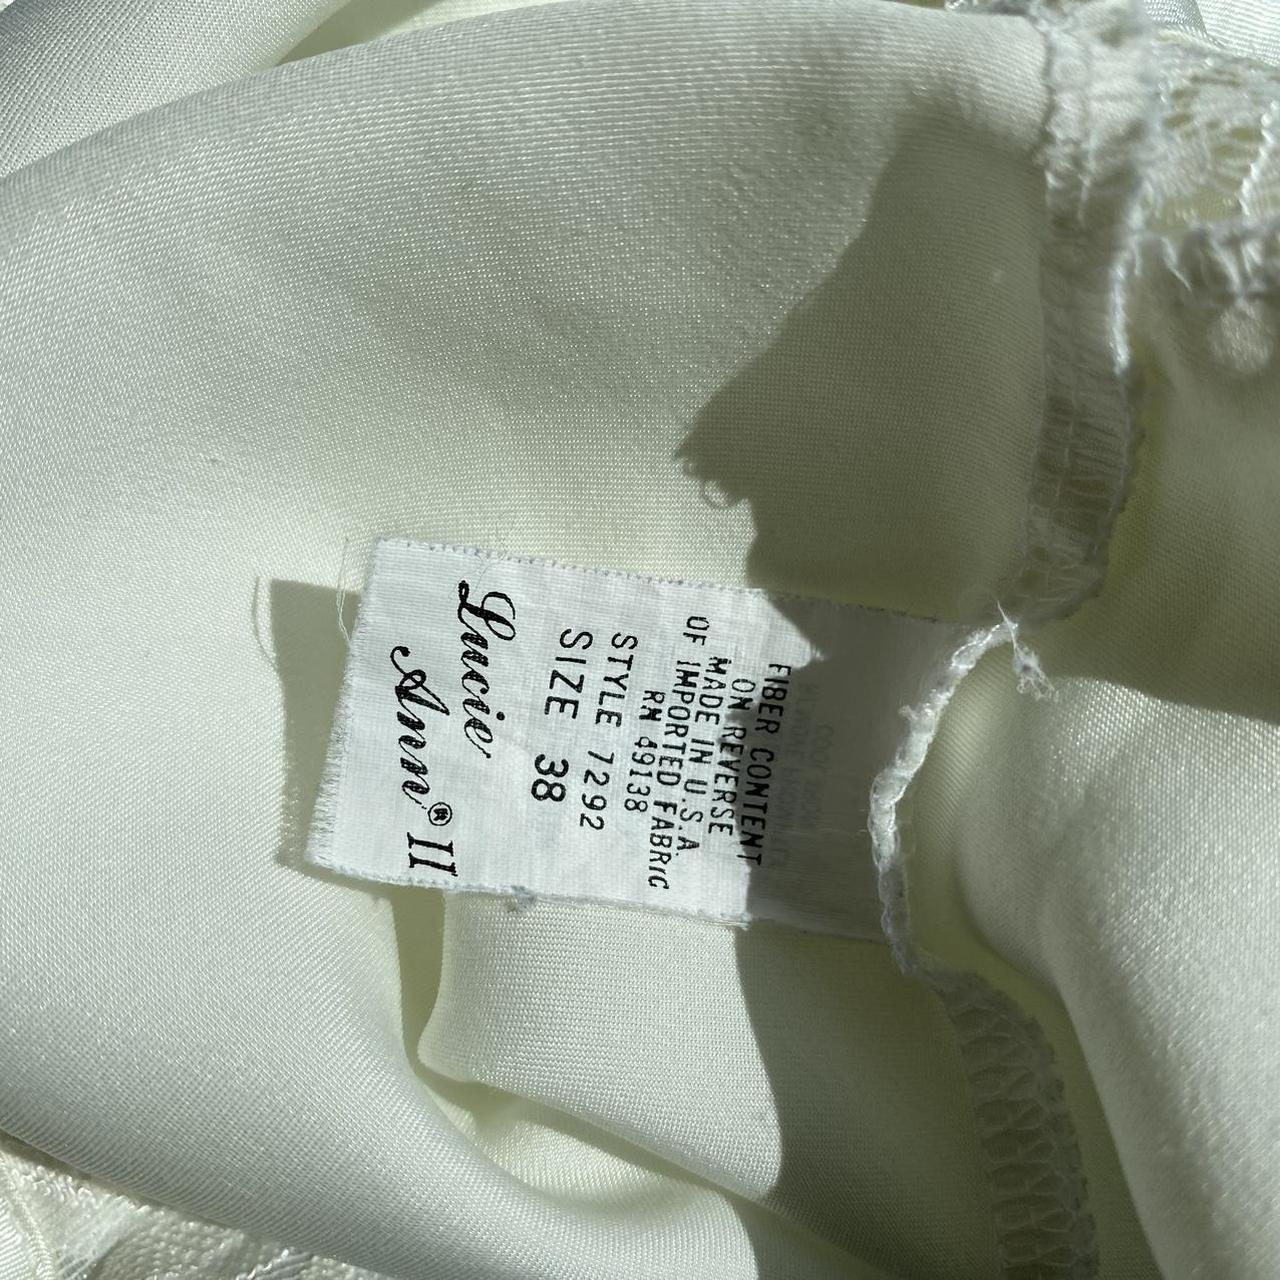 Lucie
Ann® II
SIZE 38
STYLE 7292
RN 49138
OF IMPORTED FABRIC
MADE IN U.S.A.
ON REVERSE
FIBER CONTENT